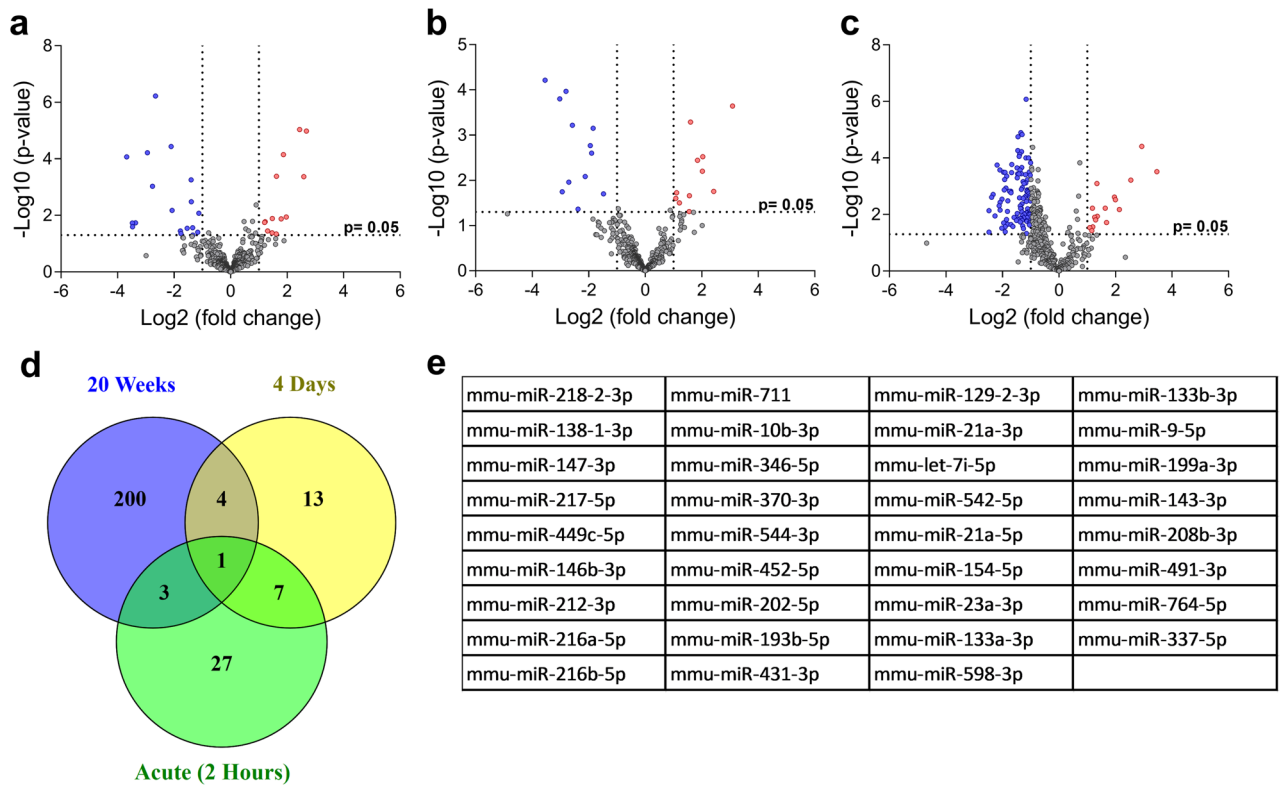 a
8
6
4
2
0
-Log10 (p-value)
p= 0.05
-6 -4 -2 0 2 4 6
Log2 (fold change)
b
5
4
3
2
1
0
-Log10 (p-value)
p= 0.05
-6 -4 -2 0 2 4 6
Log2 (fold change)
c
8
6
4
2
0
-Log10 (p-value)
p= 0.05
-6 -4 -2 0 2 4 6
Log2 (fold change)
d
20 Weeks
4 Days
200
4
13
1
3
7
27
Acute (2 Hours)
e
mmu-miR-218-2-3p mmu-miR-711 mmu-miR-129-2-3p mmu-miR-133b-3p
mmu-miR-138-1-3p mmu-miR-10b-3p mmu-miR-21a-3p mmu-miR-9-5p
mmu-miR-147-3p mmu-miR-346-5p mmu-let-7i-5p mmu-miR-199a-3p
mmu-miR-217-5p mmu-miR-370-3p mmu-miR-542-5p mmu-miR-143-3p
mmu-miR-449c-5p mmu-miR-544-3p mmu-miR-21a-5p mmu-miR-208b-3p
mmu-miR-146b-3p mmu-miR-452-5p mmu-miR-154-5p mmu-miR-491-3p
mmu-miR-212-3p mmu-miR-202-5p mmu-miR-23a-3p mmu-miR-764-5p
mmu-miR-216a-5p mmu-miR-193b-5p mmu-miR-133a-3p mmu-miR-337-5p
mmu-miR-216b-5p mmu-miR-431-3p mmu-miR-598-3p